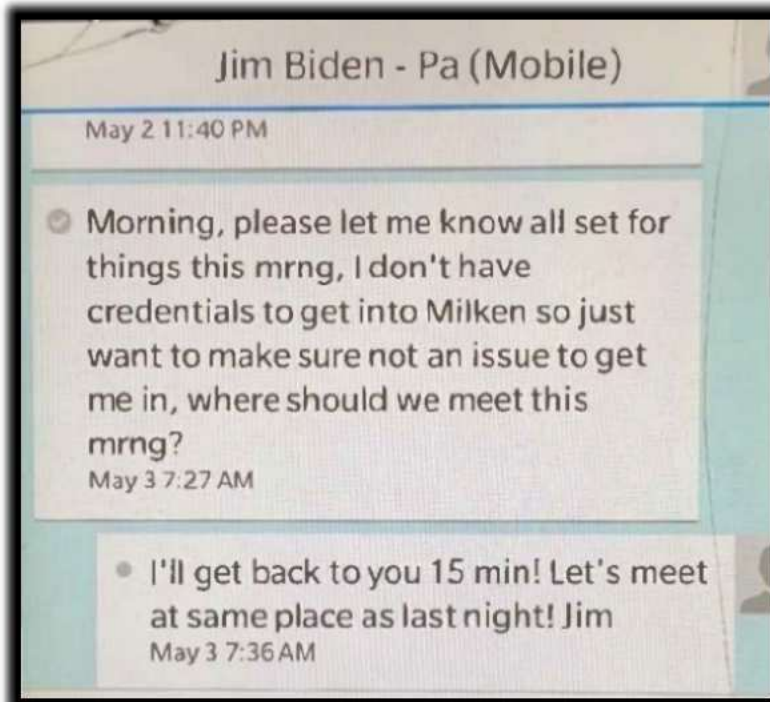 Jim Biden - Pa (Mobile)
May 2 11:40 PM
Morning, please let me know all set for
things this mrng, I don't have
credentials to get into Milken so just
want to make sure not an issue to get
me in, where should we meet this
mrng?
May 3 7:27 AM
I'll get back to you 15 min! Let's meet
at same place as last night! Jim
May 3 7:36 AM